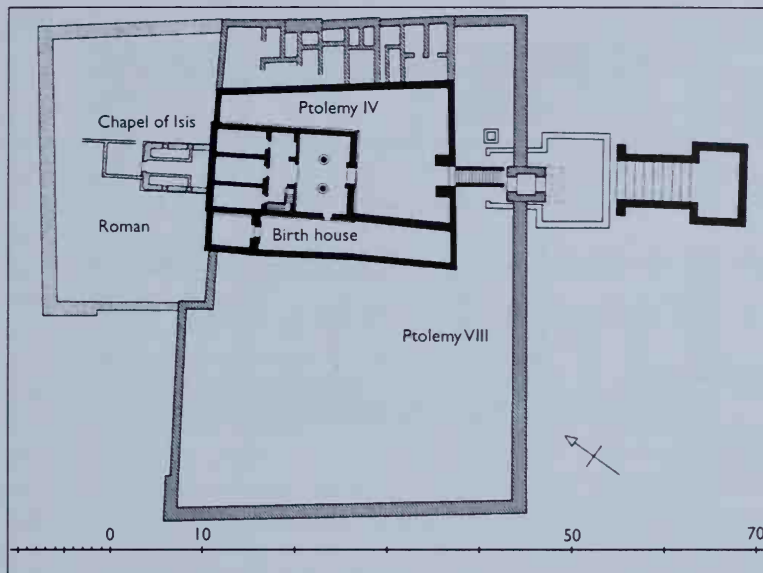 Ptolemy IV
Chapel of Isis
Roman
Birth house
Ptolemy VIII
0 10 50 70